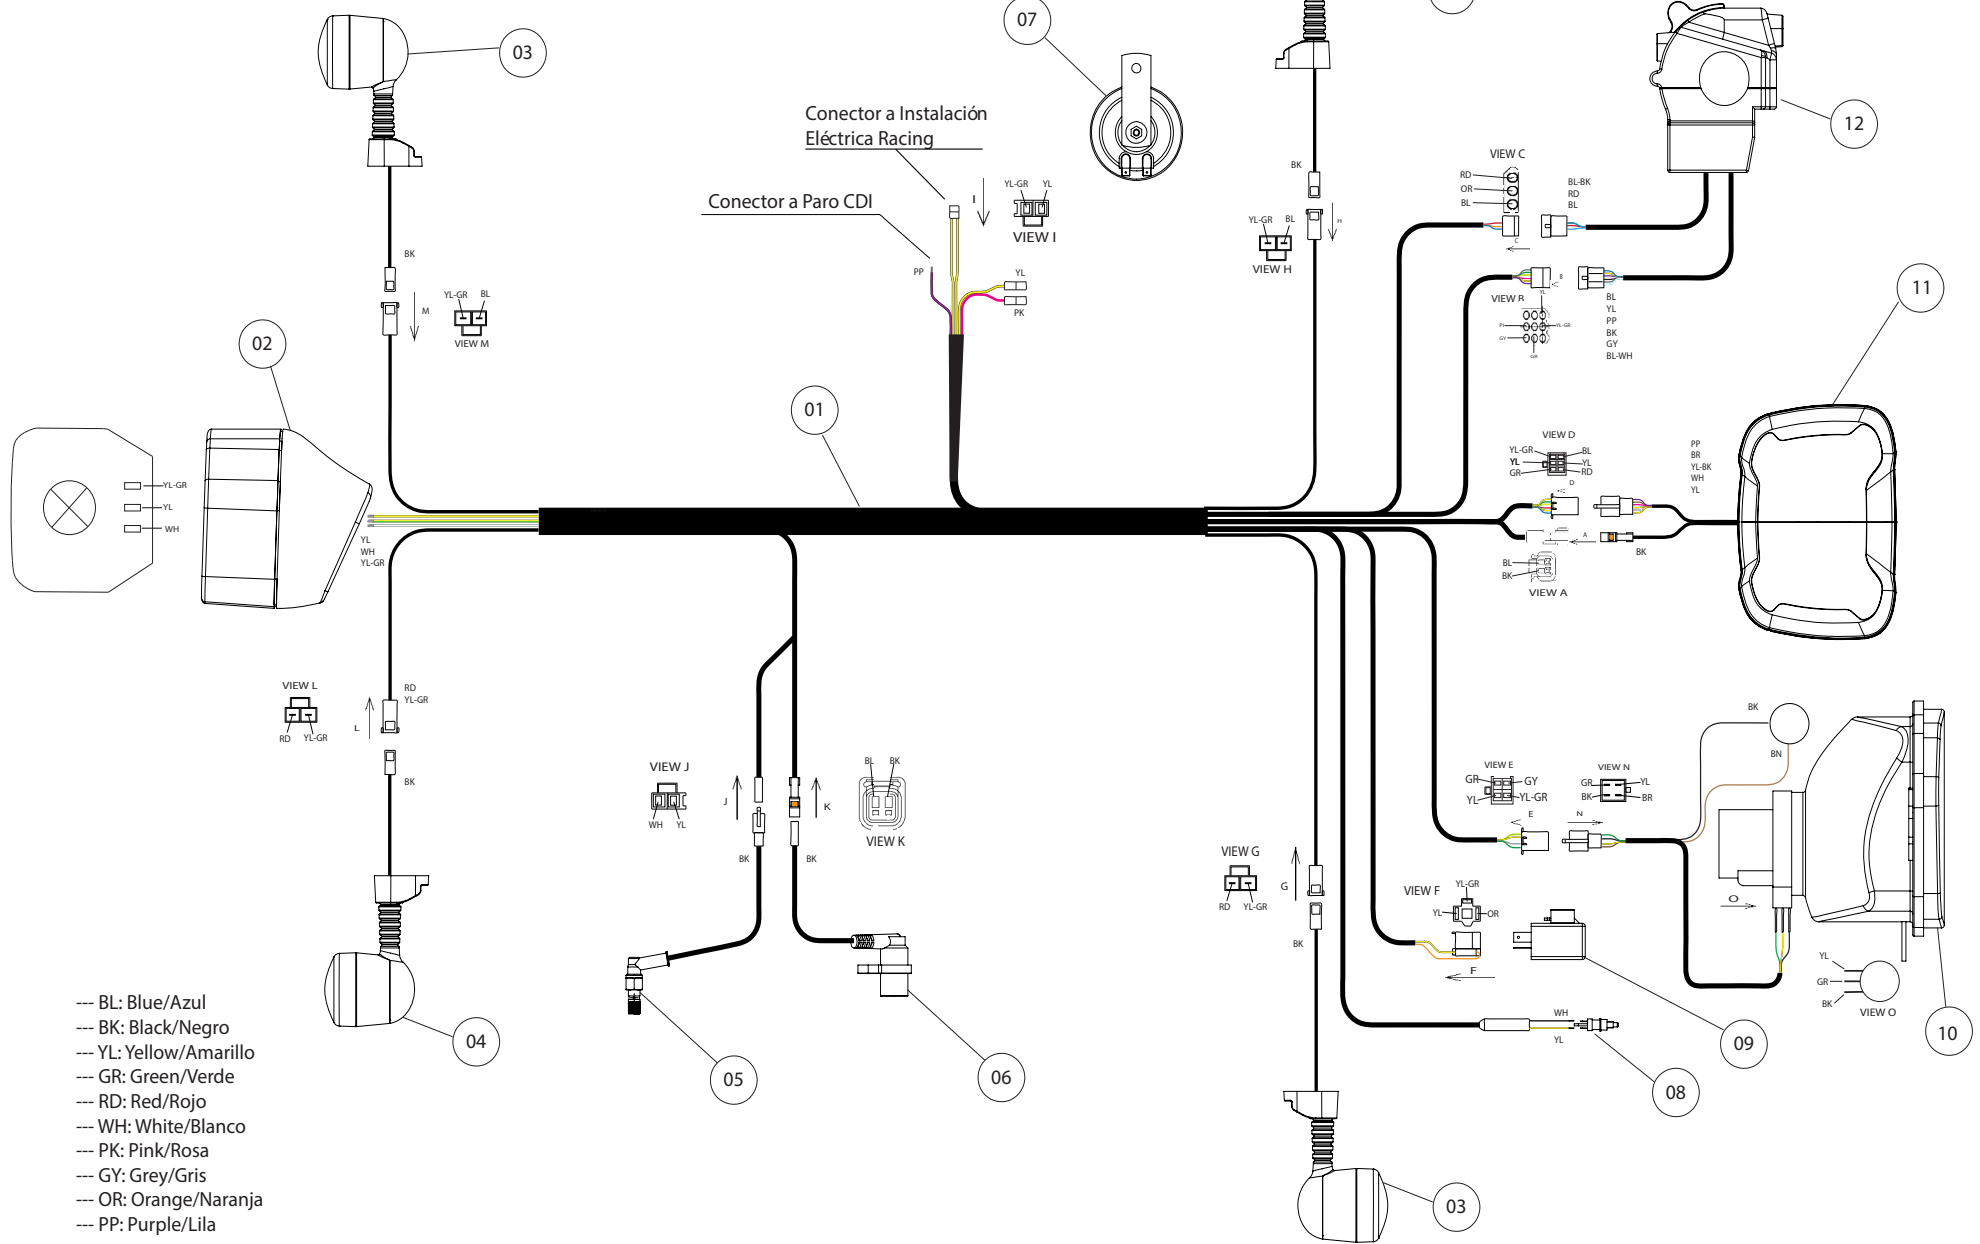 03
07
12
Conector a Instalación
Eléctrica Racing
Conector a Paro CDI
I
YL-GR YL
VIEW I
PP
YL
PK
BK
YL-GR BL
VIEW H
H
VIEW C
RD
OR
BL
BL-BK
RD
BL
C
B
YL
VIEW B
YL-GR
GY
GR
BL
YL
PP
BK
GY
BL-WH
11
BK
M
YL-GR BL
VIEW M
02
01
YL-GR
YL
WH
YL
WH
YL-GR
VIEW D
YL-GR BL
YL YL
GR RD
D
PP
BR
YL-BK
WH
YL
A
BK
BL
BK
VIEW A
VIEW L
RD YL-GR
L
RD
YL-GR
BK
VIEW J
WH YL
J
K
BL BK
VIEW K
BK
BK
VIEW G
RD YL-GR
G
BK
BK
BN
VIEW E
GR GY
YL YL-GR
E
VIEW N
GR YL
BK BR
N
VIEW F
YL-GR
YL OR
F
O
YL
GR
BK
VIEW O
WH
YL
04
05
06
08
09
10
03
--- BL: Blue/Azul
--- BK: Black/Negro
--- YL: Yellow/Amarillo
--- GR: Green/Verde
--- RD: Red/Rojo
--- WH: White/Blanco
--- PK: Pink/Rosa
--- GY: Grey/Gris
--- OR: Orange/Naranja
--- PP: Purple/Lila